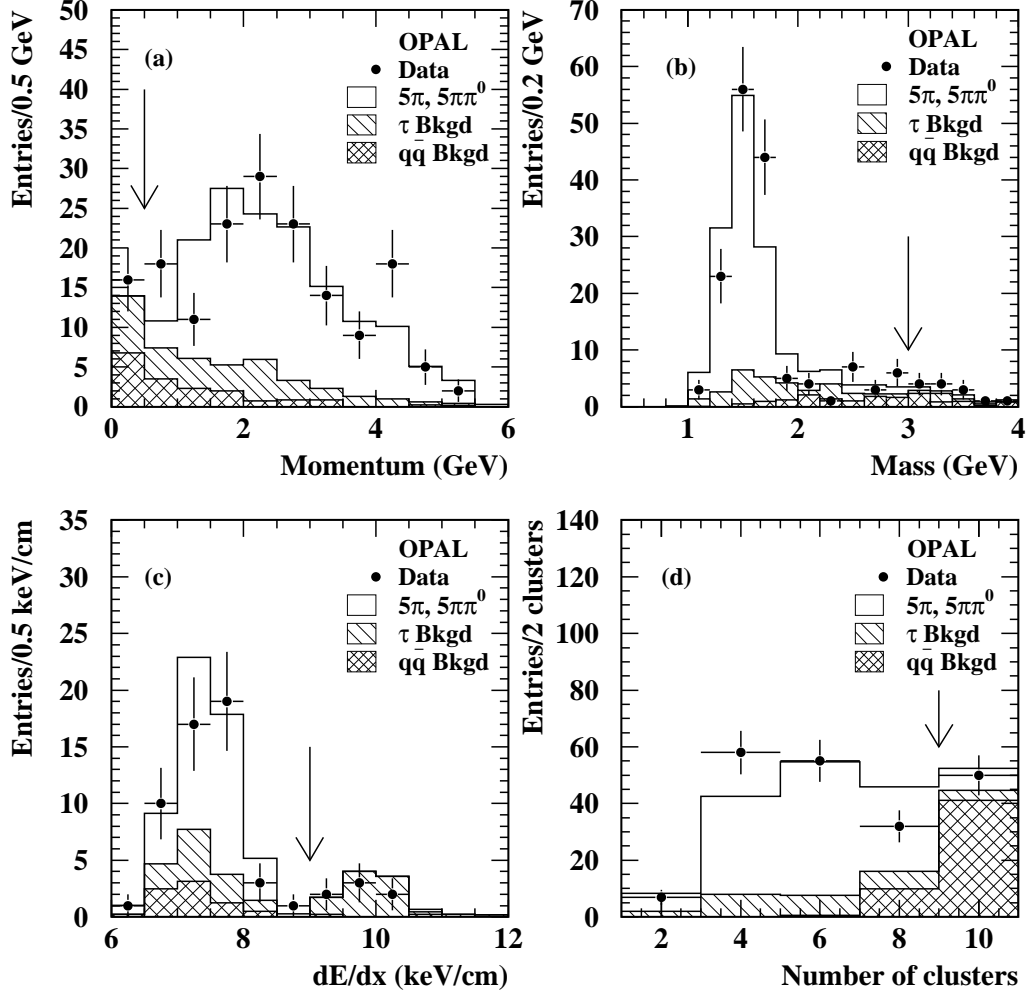 Entries/0.5 GeV
50
45
40
35
30
25
20
15
10
5
0
(a)
OPAL
Data
5π, 5ππ⁰
τ Bkgd
qq̄ Bkgd
0 2 4 6
Momentum (GeV)
Entries/0.2 GeV
70
60
50
40
30
20
10
0
(b)
OPAL
Data
5π, 5ππ⁰
τ Bkgd
qq̄ Bkgd
1 2 3 4
Mass (GeV)
Entries/0.5 keV/cm
35
30
25
20
15
10
5
0
(c)
OPAL
Data
5π, 5ππ⁰
τ Bkgd
qq̄ Bkgd
6 8 10 12
dE/dx (keV/cm)
Entries/2 clusters
140
120
100
80
60
40
20
0
(d)
OPAL
Data
5π, 5ππ⁰
τ Bkgd
qq̄ Bkgd
2 4 6 8 10
Number of clusters